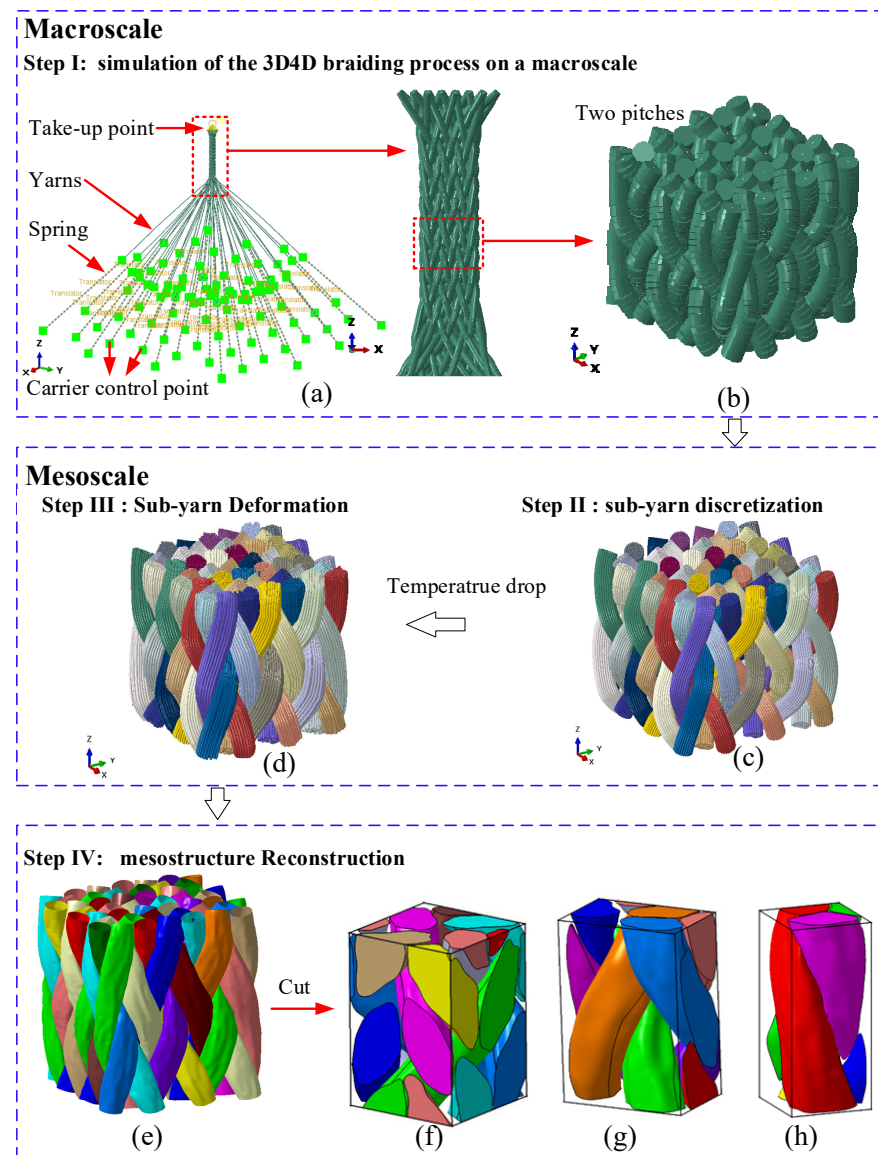 Macroscale
Step I: simulation of the 3D4D braiding process on a macroscale
Take-up point
Two pitches
Yarns
Spring
Translator
Z
X
Y
Z
X
Carrier control point
(a)
Z
Y
X
(b)
Mesoscale
Step III : Sub-yarn Deformation
Step II : sub-yarn discretization
Temperatrue drop
Z
Y
X
(d)
Z
Y
X
(c)
Step IV: mesostructure Reconstruction
Cut
(e)
(f)
(g)
(h)